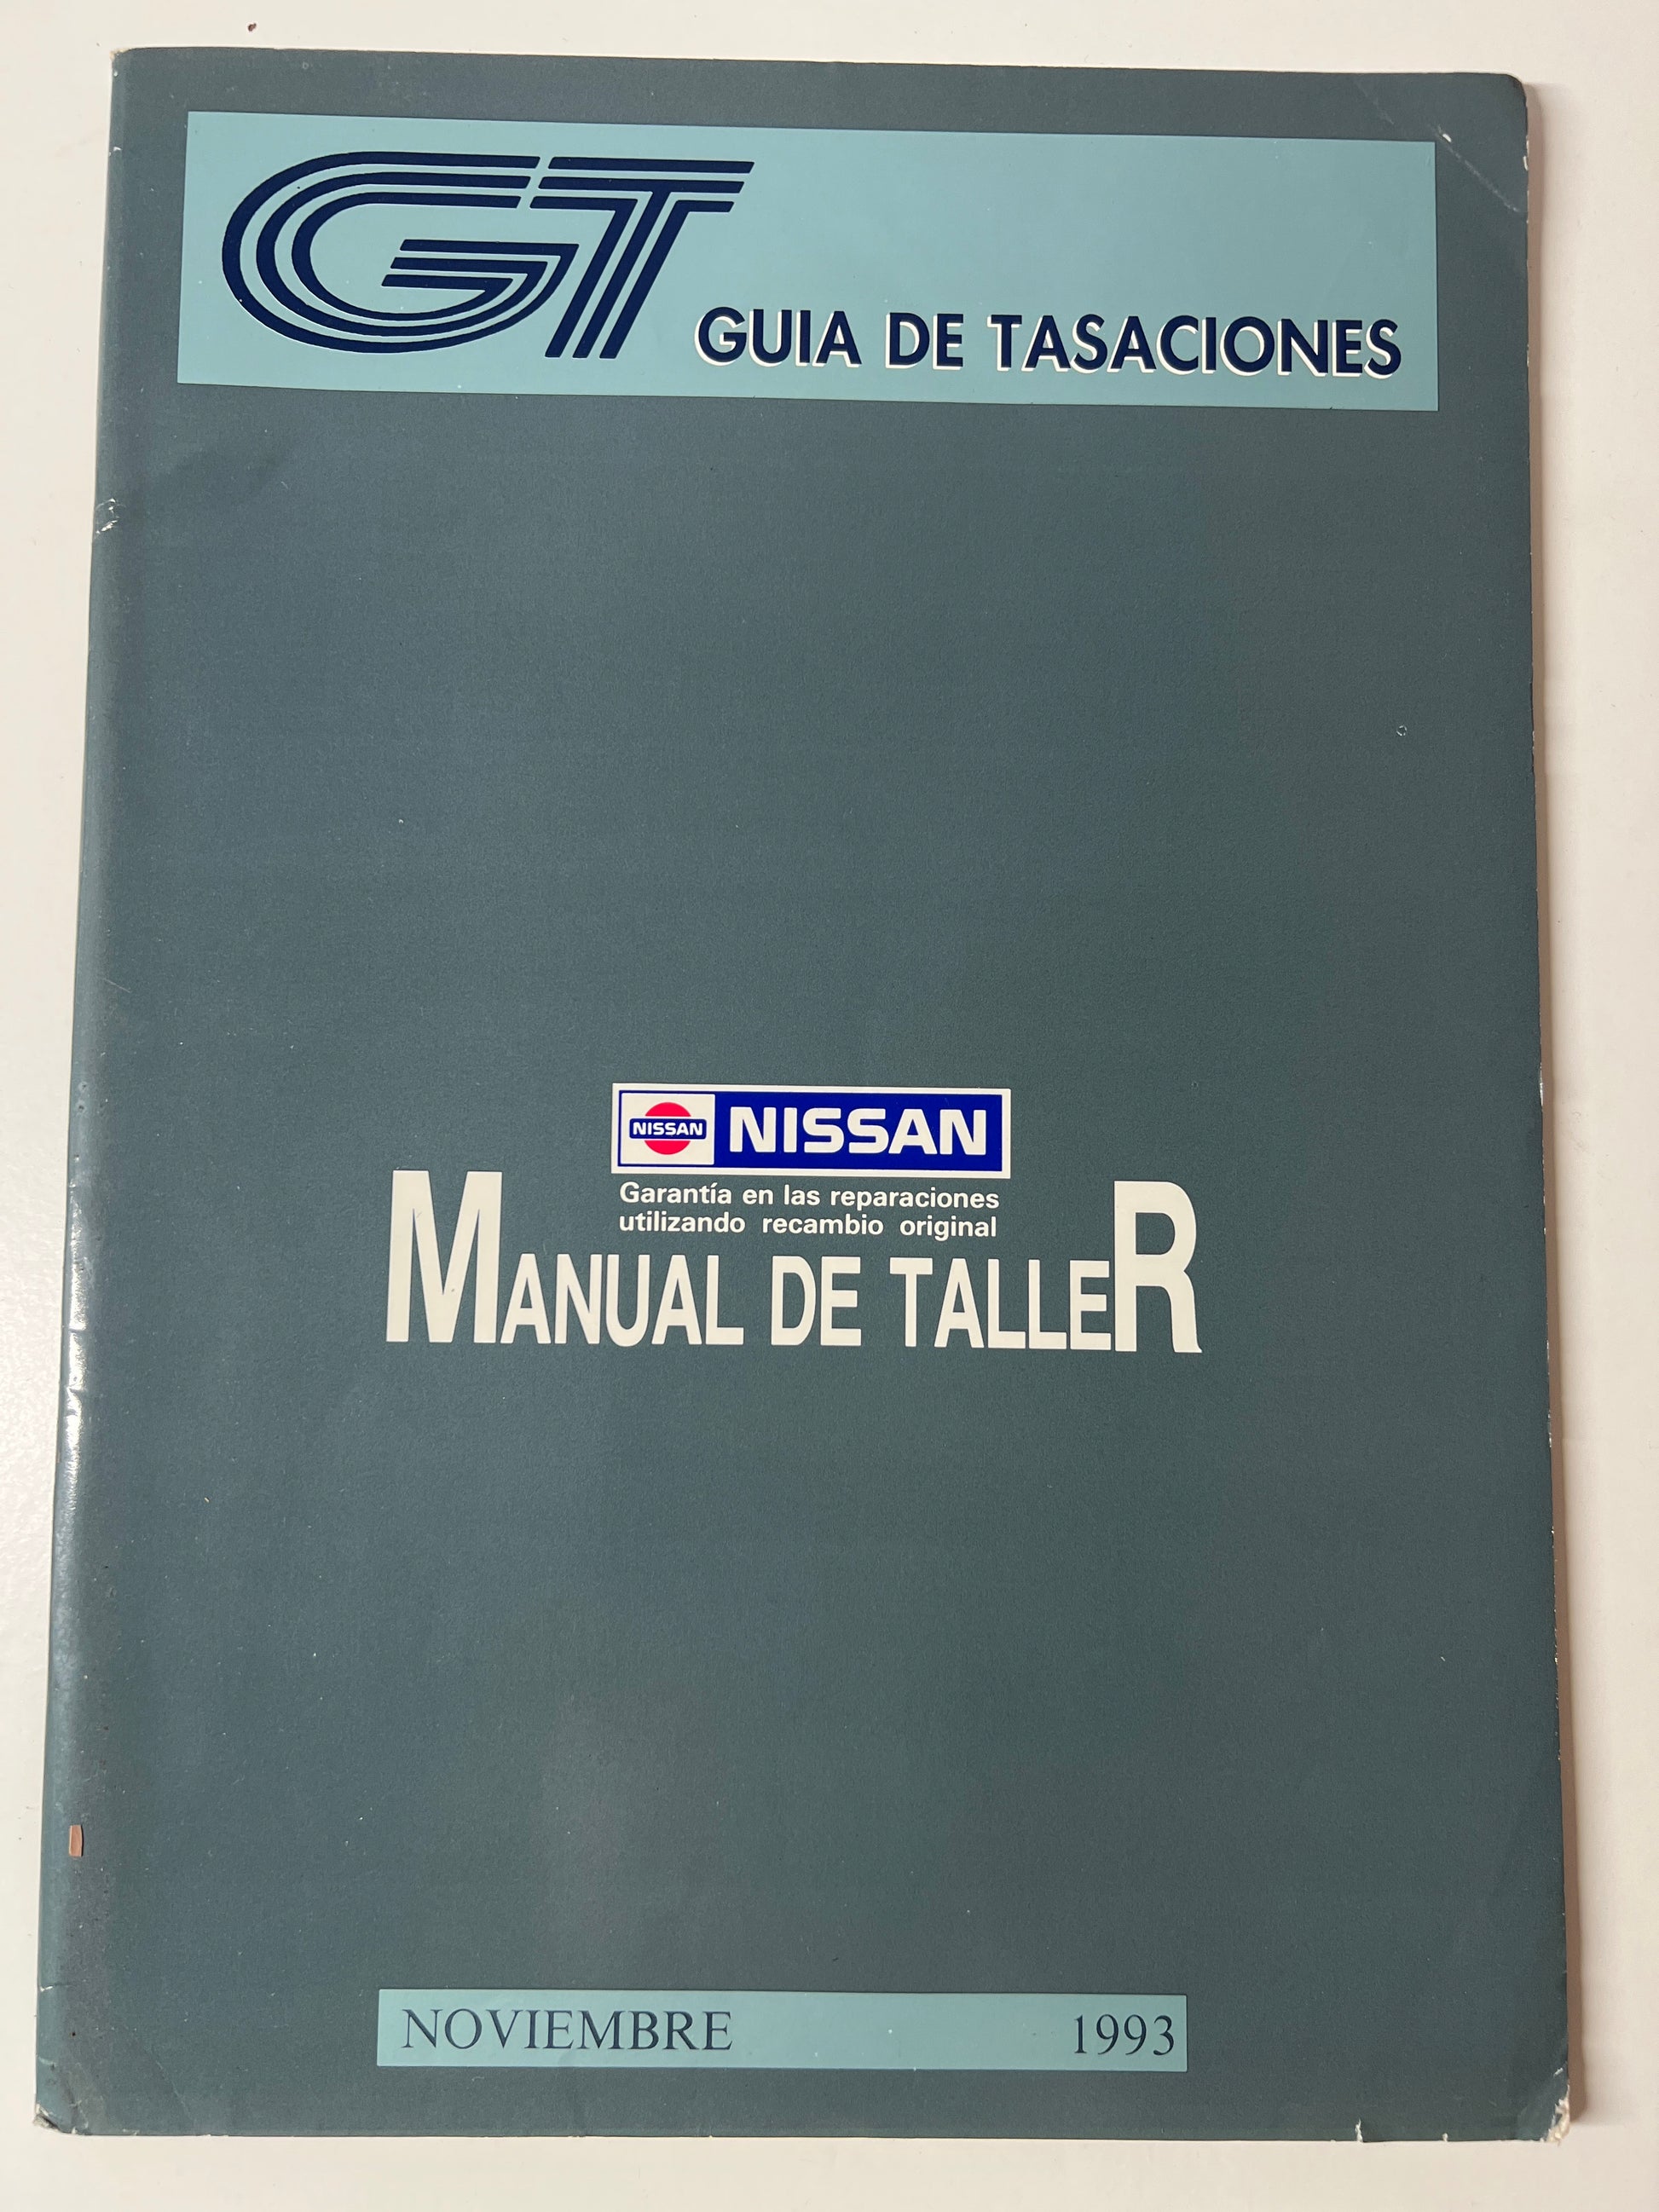 GT GUIA DE TASACIONES
NISSAN NISSAN
Garantía en las reparaciones
utilizando recambio original
MANUAL DE TALLER
NOVIEMBRE 1993